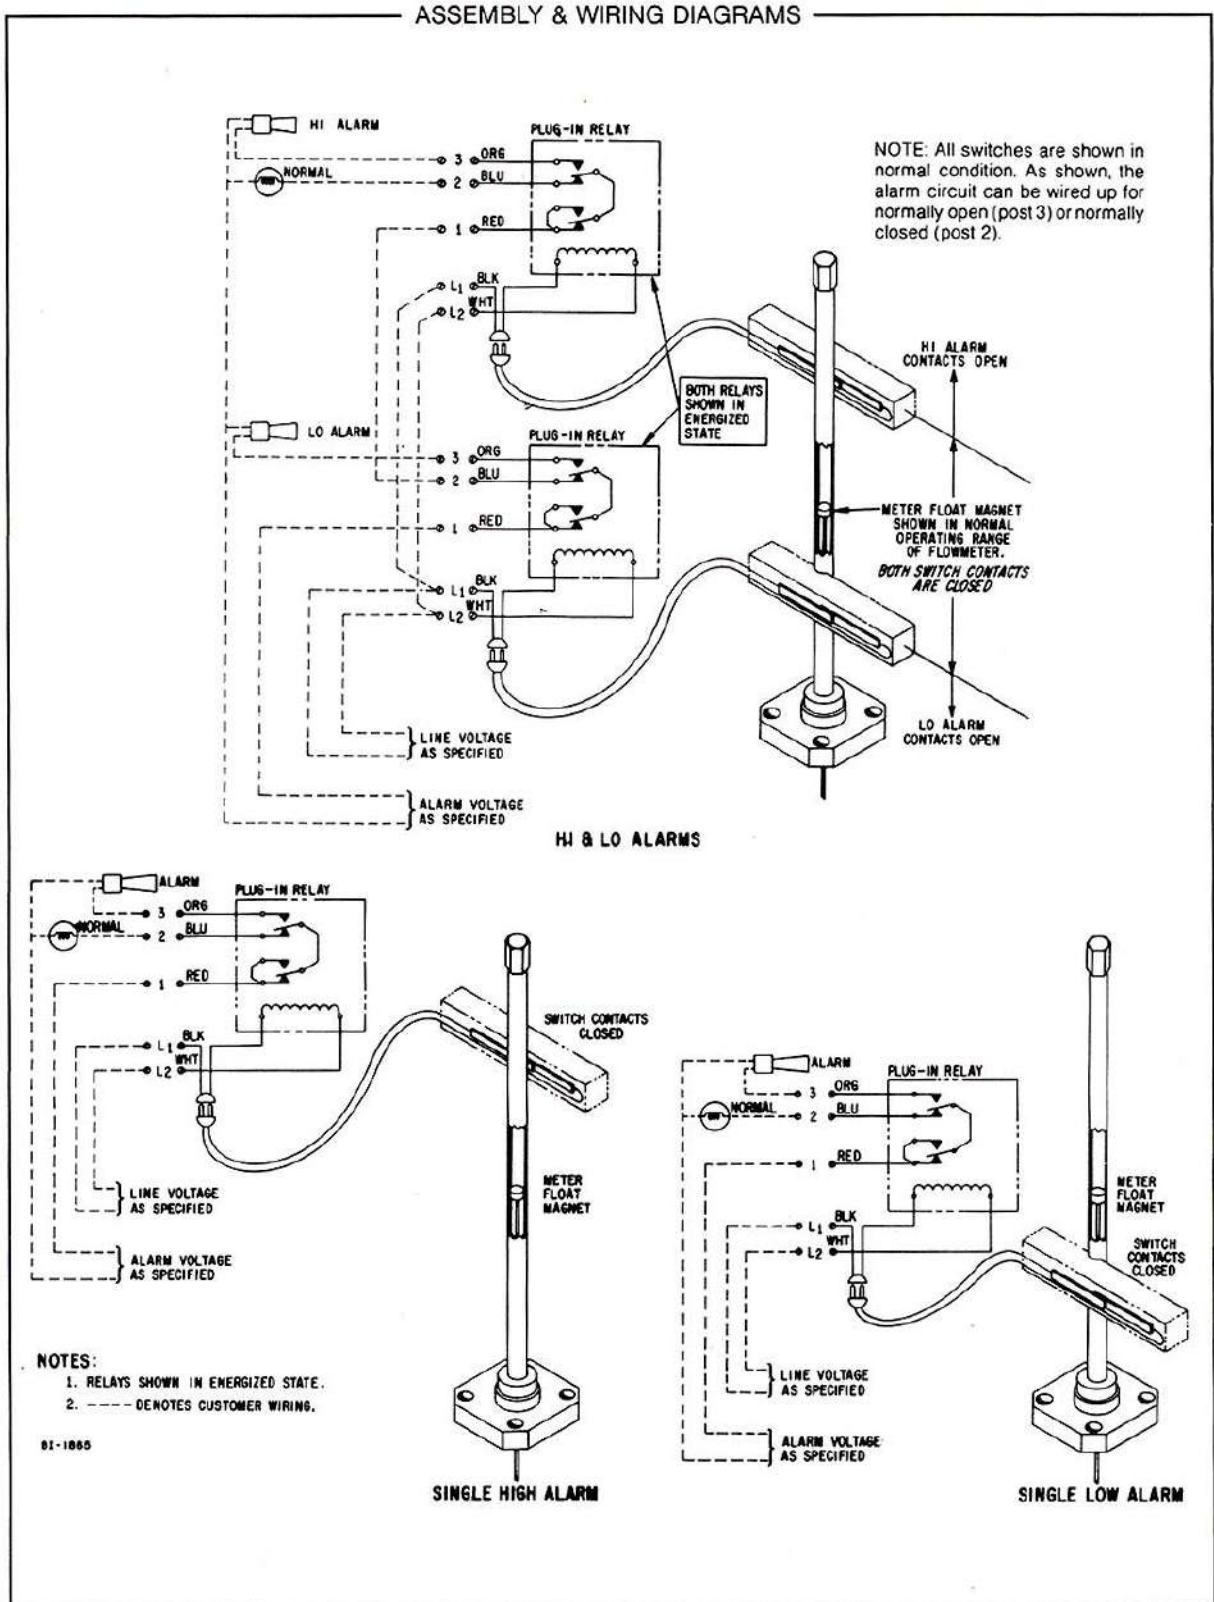 ASSEMBLY & WIRING DIAGRAMS
HI ALARM
NORMAL
3 ORG
2 BLU
1 RED
L1 BLK
L2 WHT
PLUG-IN RELAY
NOTE: All switches are shown in
normal condition. As shown, the
alarm circuit can be wired up for
normally open (post 3) or normally
closed (post 2).
HI ALARM
CONTACTS OPEN
BOTH RELAYS
SHOWN IN
ENERGIZED
STATE
LO ALARM
PLUG-IN RELAY
3 ORG
2 BLU
1 RED
L1 BLK
L2 WHT
METER FLOAT MAGNET
SHOWN IN NORMAL
OPERATING RANGE
OF FLOWMETER.
BOTH SWITCH CONTACTS
ARE CLOSED
LO ALARM
CONTACTS OPEN
LINE VOLTAGE
AS SPECIFIED
ALARM VOLTAGE
AS SPECIFIED
HI & LO ALARMS
ALARM
NORMAL
3 ORG
2 BLU
1 RED
L1 BLK
L2 WHT
PLUG-IN RELAY
SWITCH CONTACTS
CLOSED
METER
FLOAT
MAGNET
LINE VOLTAGE
AS SPECIFIED
ALARM VOLTAGE
AS SPECIFIED
NOTES:
1. RELAYS SHOWN IN ENERGIZED STATE.
2. ---- DENOTES CUSTOMER WIRING.
BI-1865
SINGLE HIGH ALARM
ALARM
NORMAL
3 ORG
2 BLU
1 RED
L1 BLK
L2 WHT
PLUG-IN RELAY
METER
FLOAT
MAGNET
SWITCH
CONTACTS
CLOSED
LINE VOLTAGE
AS SPECIFIED
ALARM VOLTAGE
AS SPECIFIED
SINGLE LOW ALARM